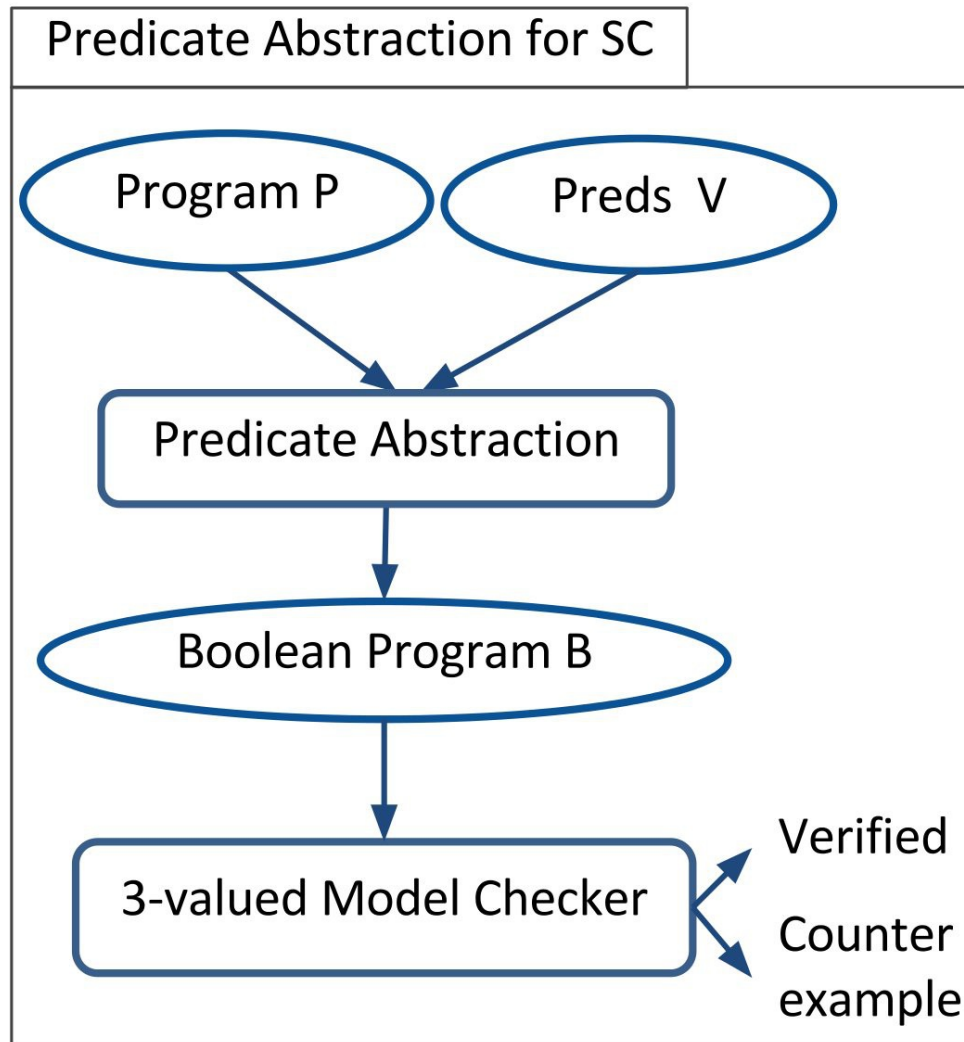 Predicate Abstraction for SC
Program P
Preds V
Predicate Abstraction
Boolean Program B
3-valued Model Checker
Verified
Counter
example